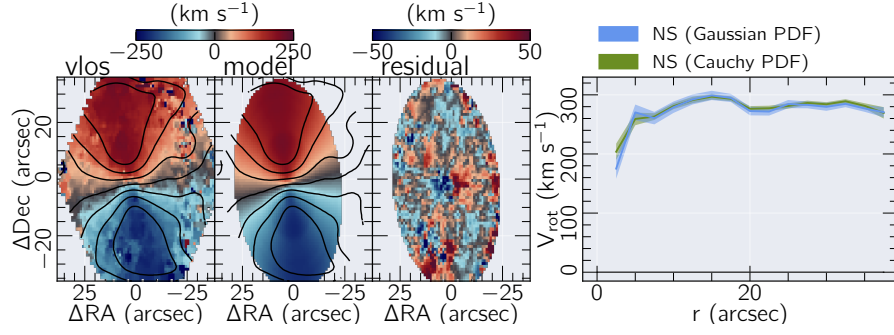 (km s⁻¹)
(km s⁻¹)
−250 0 250
−50 0 50
vlos
model
residual
ΔDec (arcsec)
20
0
−20
25 0 −25
25 0 −25
25 0 −25
ΔRA (arcsec)
ΔRA (arcsec)
ΔRA (arcsec)
NS (Gaussian PDF)
NS (Cauchy PDF)
V_rot (km s⁻¹)
300
200
100
0
0 20
r (arcsec)